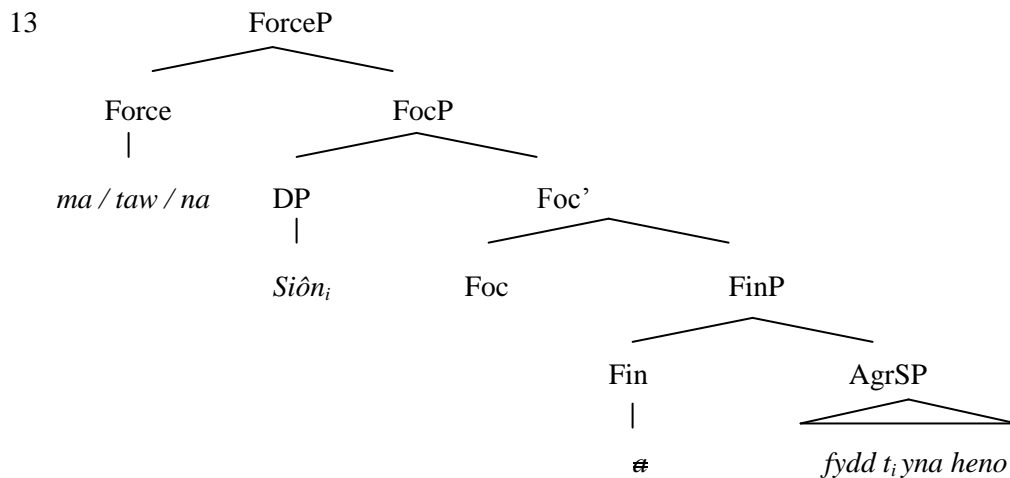 13 ForceP
Force FocP
ma / taw / na DP Foc’
Siôni Foc FinP
Fin AgrSP
a fydd ti yna heno